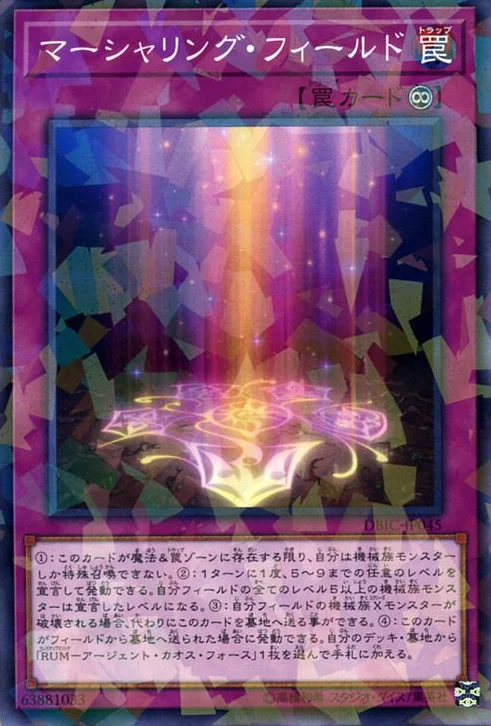 マーシャリング・フィールド 罠
トラップ
【罠カード♾】
DBIC-JP045
①：このカードが魔法&罠ゾーンに存在する限り、自分は機械族モンスター
しか特殊召喚できない。②：1ターンに1度、5～9までの任意のレベルを
宣言して発動できる。自分フィールドの全てのレベル5以上の機械族モンス
ターは宣言したレベルになる。③：自分フィールドの機械族Xモンスターが
破壊される場合、代わりにこのカードを墓地へ送る事ができる。④：このカード
がフィールドから墓地へ送られた場合に発動できる。自分のデッキ・墓地から
「RUM－アージェント・カオス・フォース」1枚を選んで手札に加える。
63881033
©高橋和希 スタジオ・ダイス/集英社